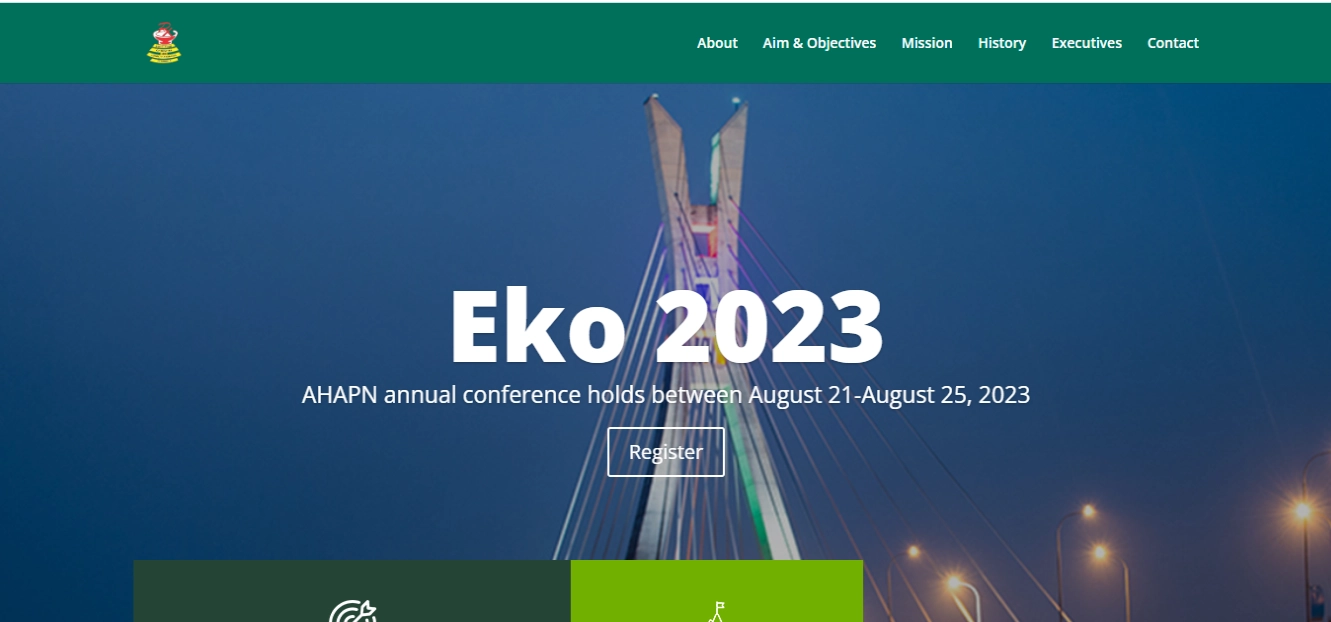 About Aim & Objectives Mission History Executives Contact
Eko 2023
AHAPN annual conference holds between August 21-August 25, 2023
Register